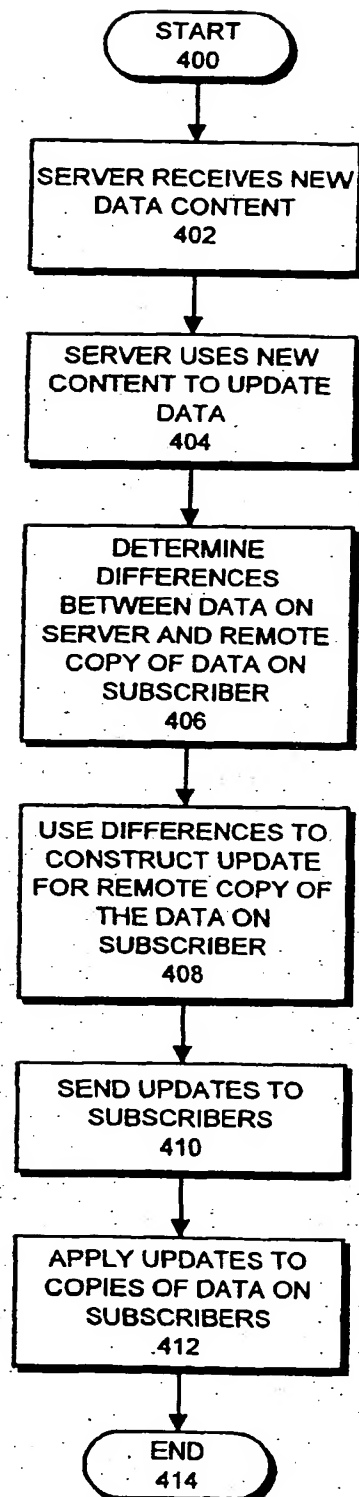 START
400
SERVER RECEIVES NEW
DATA CONTENT
402
SERVER USES NEW
CONTENT TO UPDATE
DATA
404
DETERMINE
DIFFERENCES
BETWEEN DATA ON
SERVER AND REMOTE
COPY OF DATA ON
SUBSCRIBER
406
USE DIFFERENCES TO
CONSTRUCT UPDATE
FOR REMOTE COPY OF
THE DATA ON
SUBSCRIBER
408
SEND UPDATES TO
SUBSCRIBERS
410
APPLY UPDATES TO
COPIES OF DATA ON
SUBSCRIBERS
412
END
414